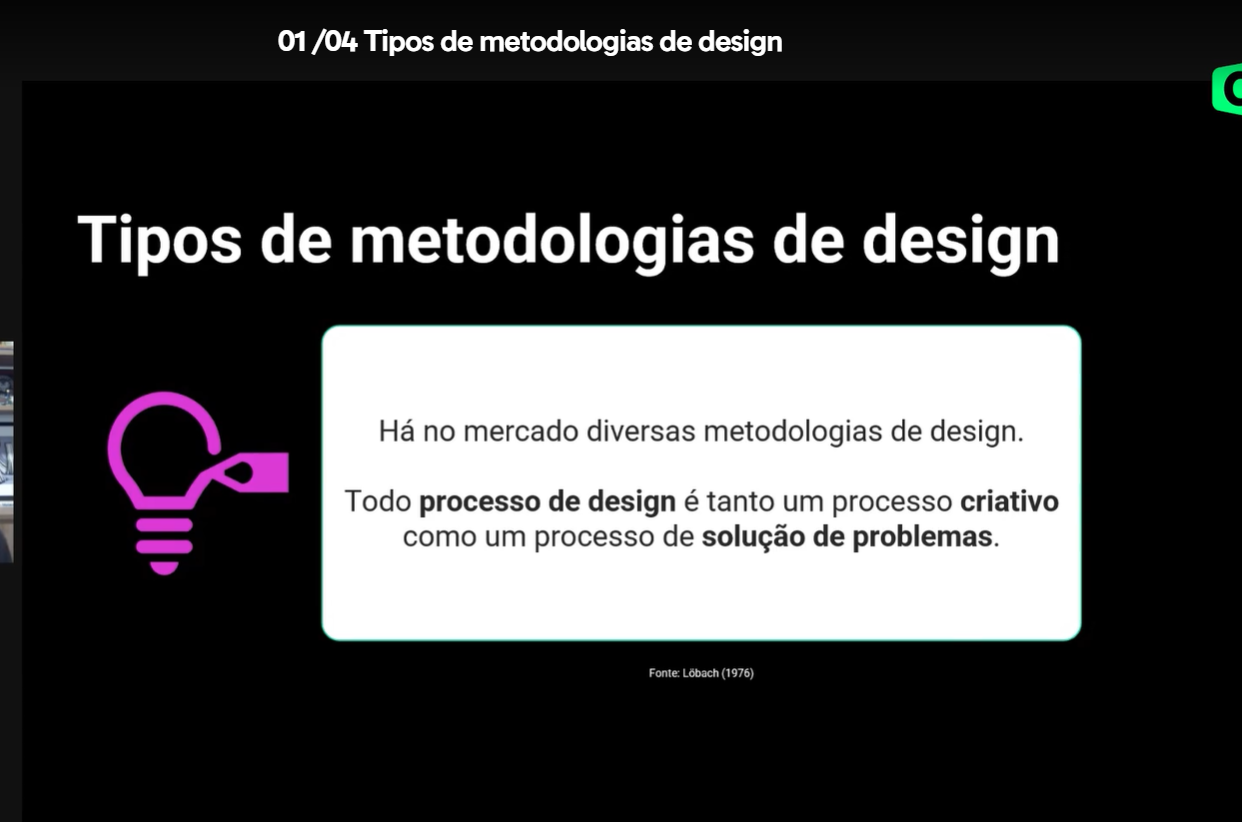 01 /04 Tipos de metodologias de design
Tipos de metodologias de design
Há no mercado diversas metodologias de design.
Todo processo de design é tanto um processo criativo
como um processo de solução de problemas.
Fonte: Löbach (1976)